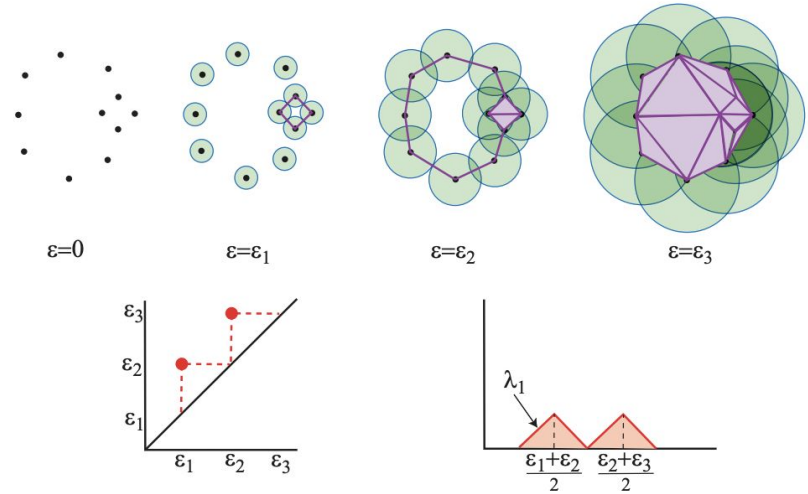 ε=0
ε=ε₁
ε=ε₂
ε=ε₃
ε₃
ε₂
ε₁
ε₁ ε₂ ε₃
λ₁
ε₁+ε₂ ε₂+ε₃
2 2